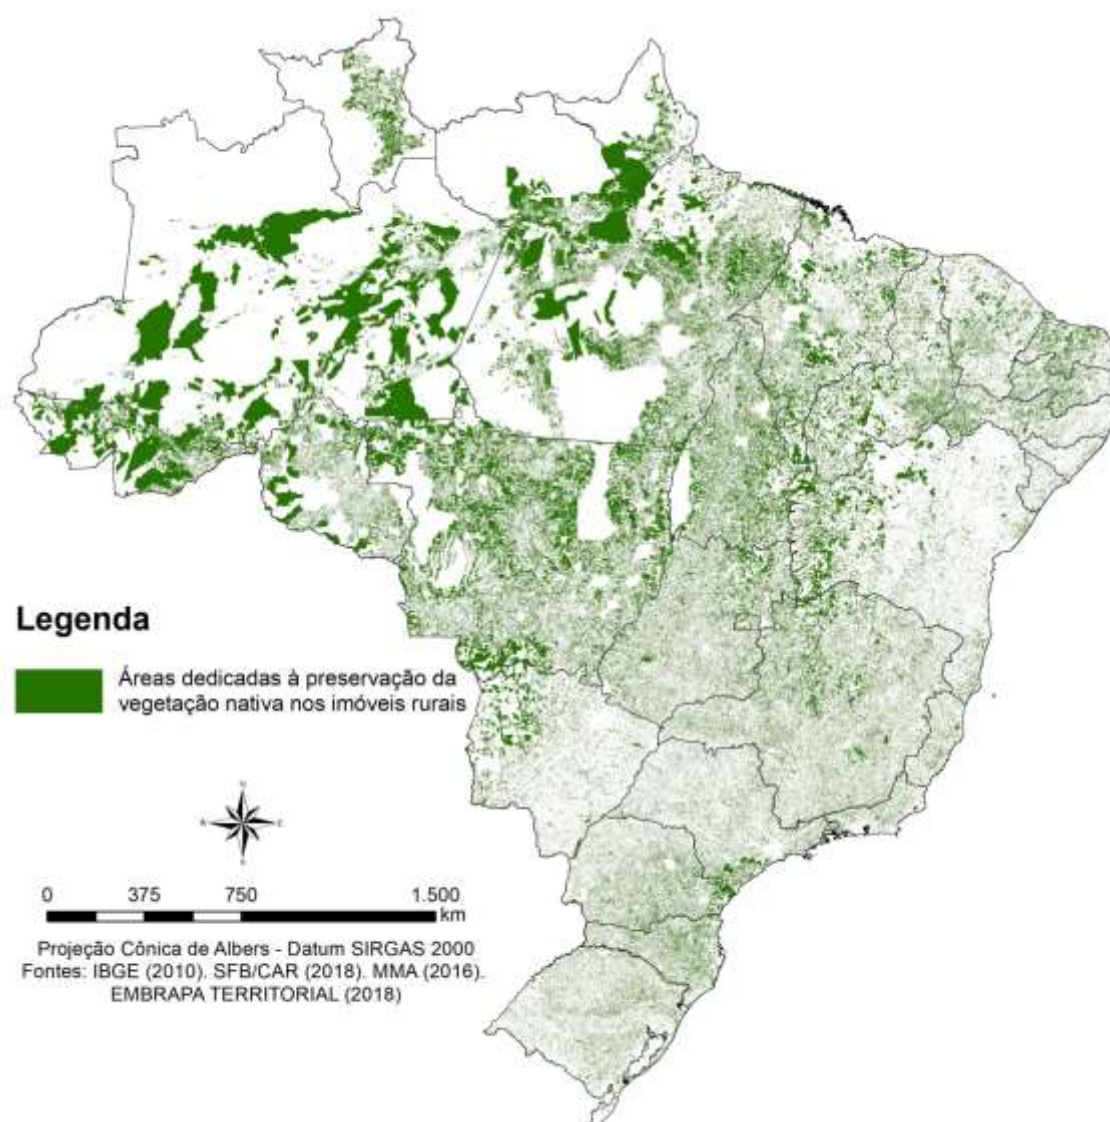 Legenda
Áreas dedicadas à preservação da
vegetação nativa nos imóveis rurais
N
W E
S
0 375 750 1.500
km
Projeção Cônica de Albers - Datum SIRGAS 2000
Fontes: IBGE (2010). SFB/CAR (2018). MMA (2016).
EMBRAPA TERRITORIAL (2018)